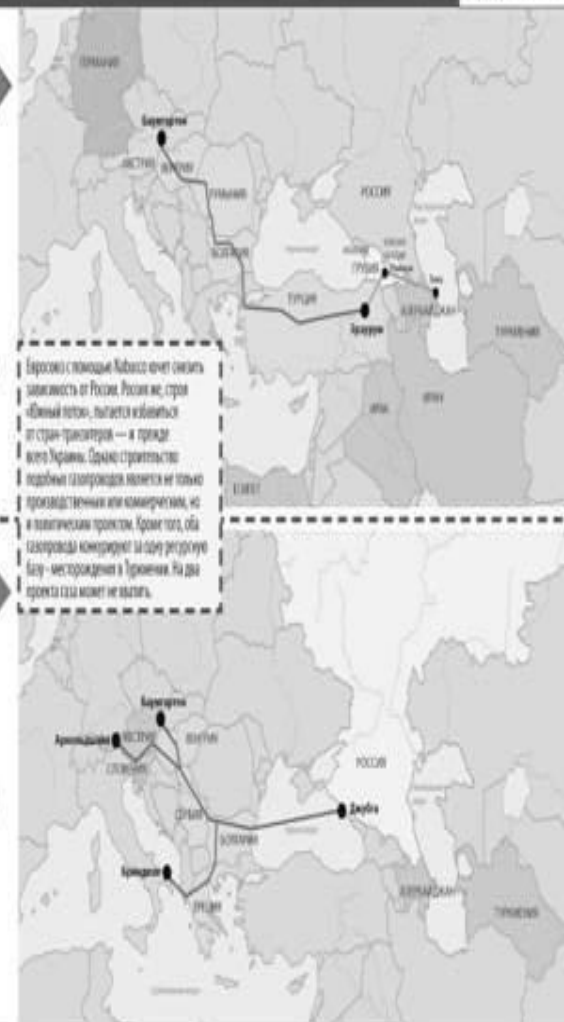 ГЕРМАНИЯ
Баумгартен
АВСТРИЯ
ВЕНГРИЯ
РУМЫНИЯ
РОССИЯ
БОЛГАРИЯ
ГРУЗИЯ
ТУРЦИЯ
АЗЕРБАЙДЖАН
Эрзурум
ТУРКМЕНИЯ
ИРАК
ИРАН
ЕГИПЕТ
Евросоюз с помощью Nabucco хочет снизить
зависимость от России. Россия же, строя
«Южный поток», пытается избавиться
от стран-транзитеров — и прежде
всего Украины. Однако строительство
подобных газопроводов является не только
производственным или коммерческим, но
и политическим проектом. Кроме того, оба
газопровода конкурируют за одну ресурсную
базу - месторождения в Туркмении. На два
проекта газа может не хватить.
Баумгартен
Арнольдштайн
АВСТРИЯ
ВЕНГРИЯ
СЛОВЕНИЯ
РОССИЯ
Джубга
СЕРБИЯ
БОЛГАРИЯ
Бриндизи
ГРЕЦИЯ
АЗЕРБАЙДЖАН
ТУРКМЕНИЯ